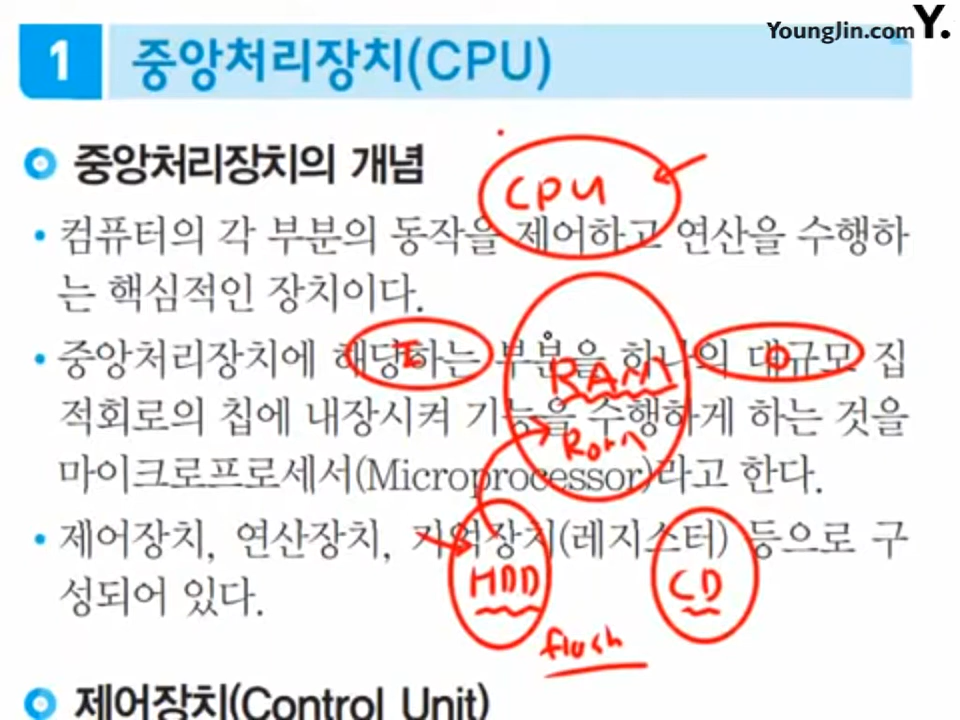 YoungJin.com Y.
1 중앙처리장치(CPU)
중앙처리장치의 개념
CPU
• 컴퓨터의 각 부분의 동작을 제어하고 연산을 수행하
는 핵심적인 장치이다.
• 중앙처리장치에 해당하는 부분을 하나의 대규모 집
I
O
RAM
적회로의 칩에 내장시켜 기능을 수행하게 하는 것을
Rom
마이크로프로세서(Microprocessor)라고 한다.
• 제어장치, 연산장치, 기억장치(레지스터) 등으로 구
HDD
CD
성되어 있다.
flush
제어장치(Control Unit)